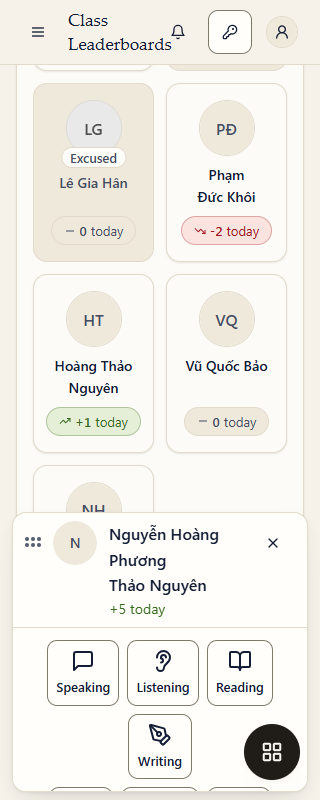 Class
Leaderboards
LG
Excused
Lê Gia Hân
0 today
PĐ
Phạm
Đức Khôi
-2 today
HT
Hoàng Thảo
Nguyên
+1 today
VQ
Vũ Quốc Bảo
0 today
NH
N
Nguyễn Hoàng
Phương
Thảo Nguyên
+5 today
Speaking
Listening
Reading
Writing